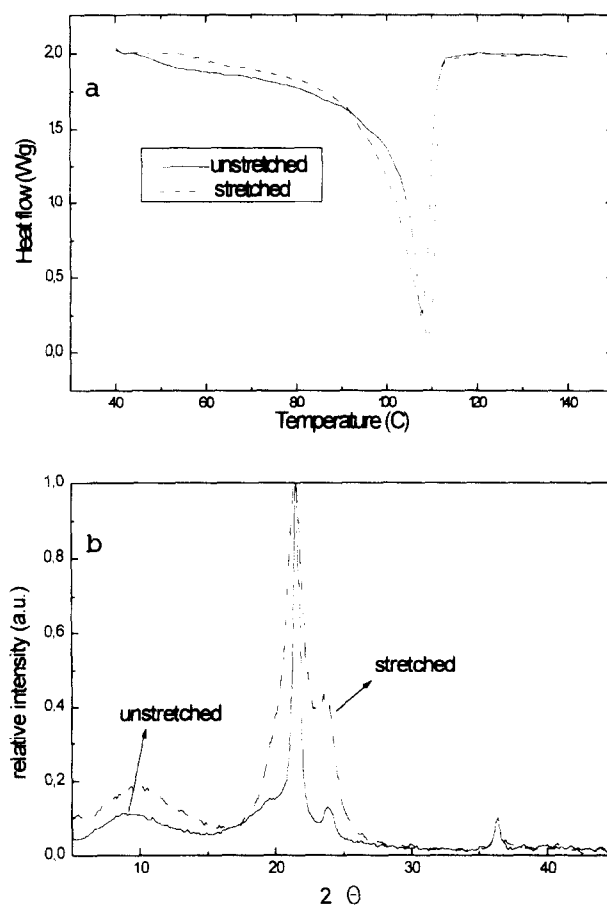 2.0
a
1.5
Heat flow (W/g)
unstretched
stretched
1.0
0,5
0,0
40
60
80
100
120
140
Temperature (C)
1.0
b
0,8
relative intensity (a.u.)
0,6
stretched
0,4
unstretched
0,2
0,0
10
20
30
40
2 Θ